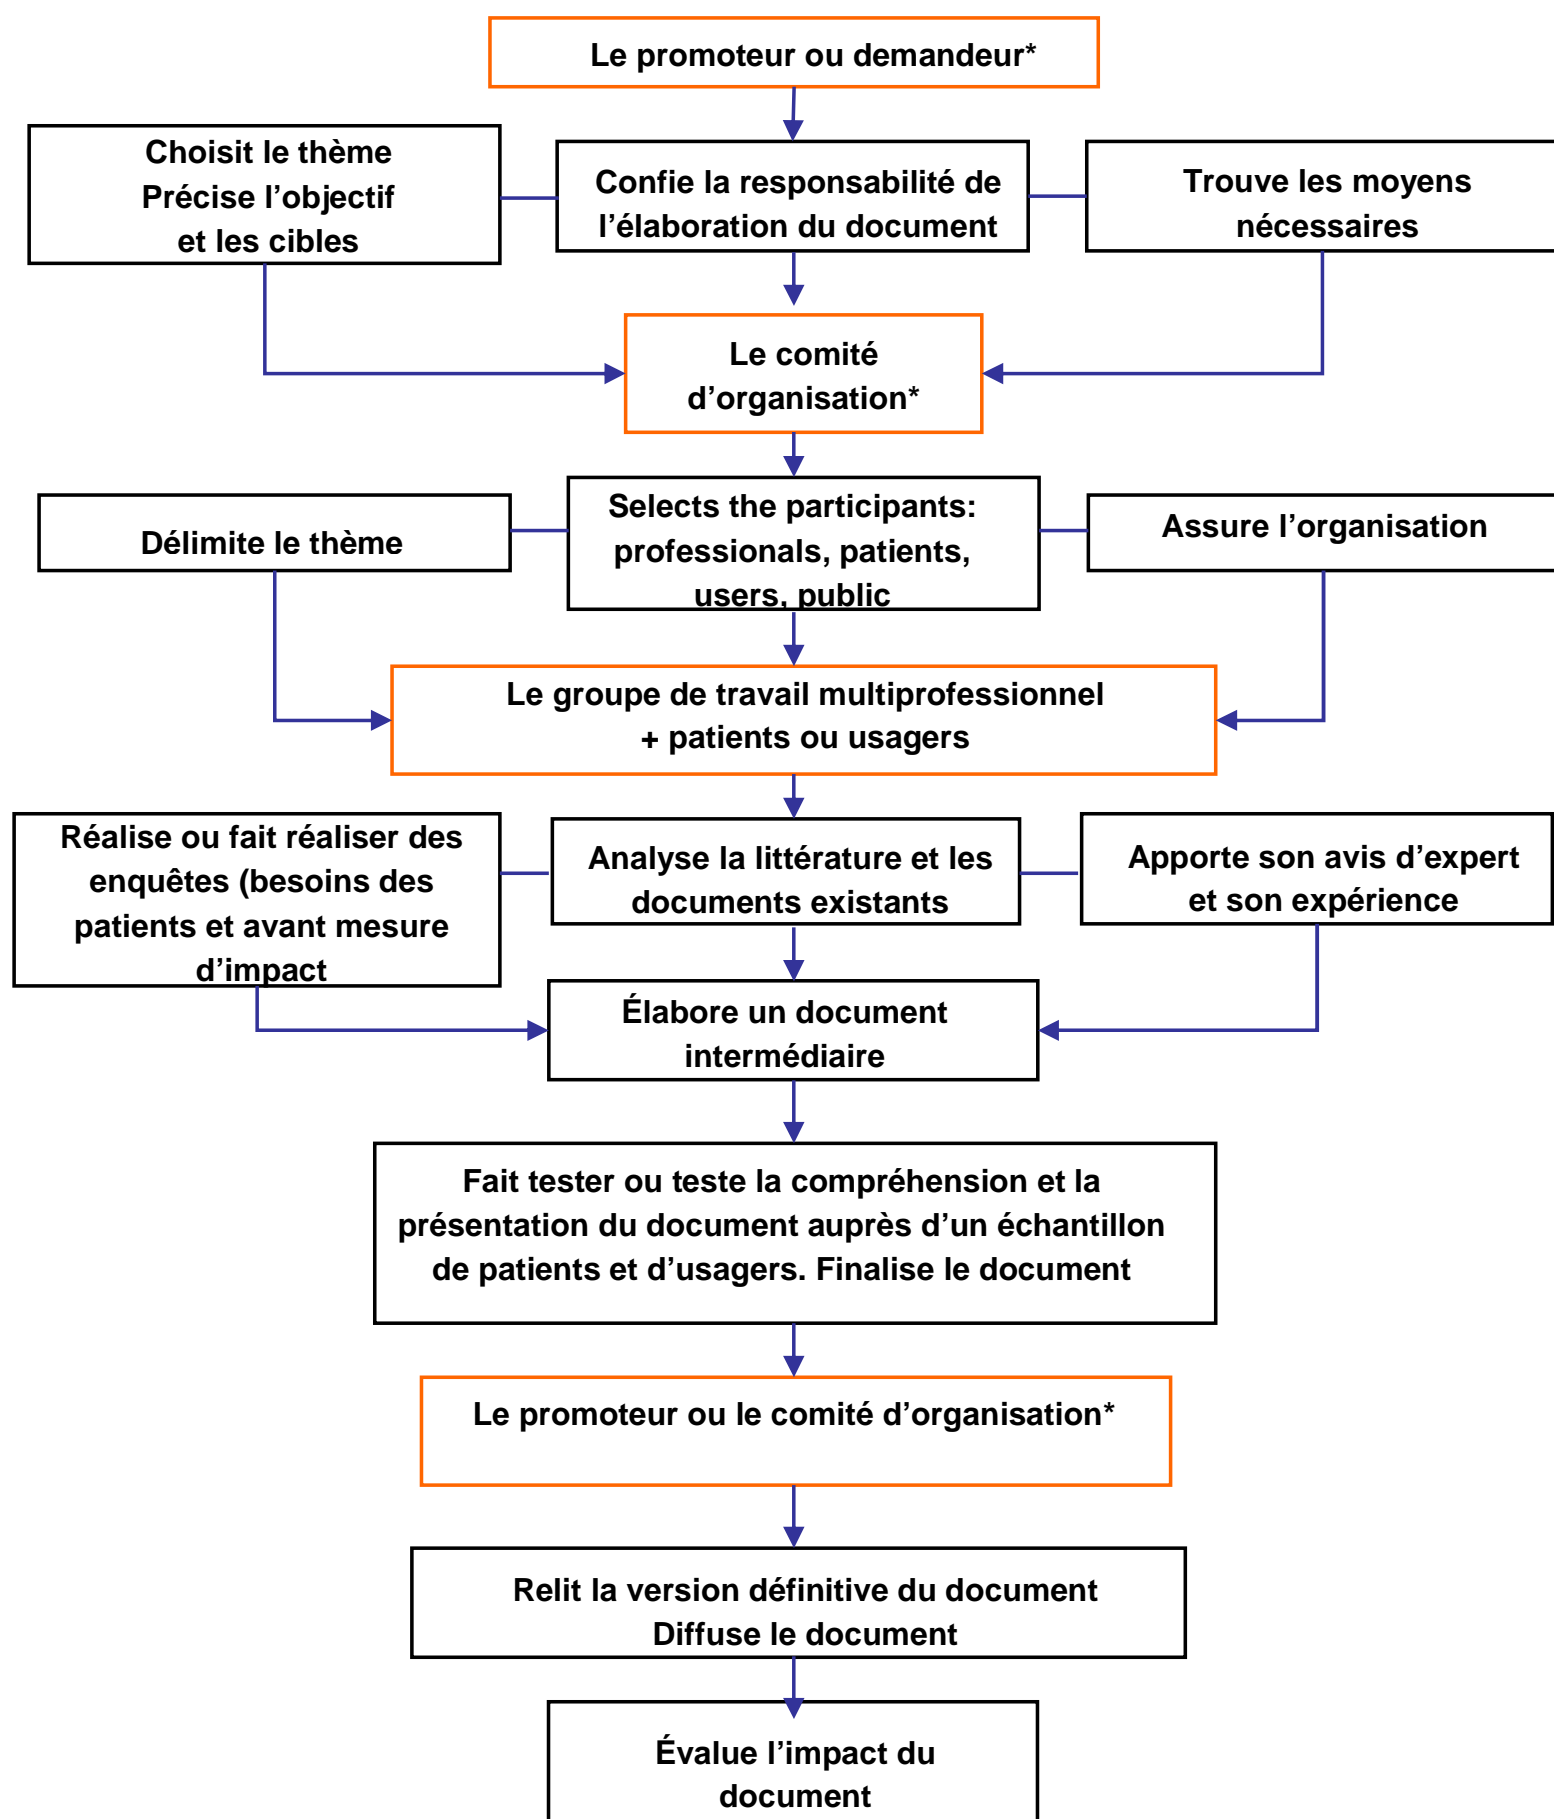 Le promoteur ou demandeur*
Choisit le thème
Précise l’objectif
et les cibles
Confie la responsabilité de
l’élaboration du document
Trouve les moyens
nécessaires
Le comité
d’organisation*
Délimite le thème
Selects the participants:
professionals, patients,
users, public
Assure l’organisation
Le groupe de travail multiprofessionnel
+ patients ou usagers
Réalise ou fait réaliser des
enquêtes (besoins des
patients et avant mesure
d’impact
Analyse la littérature et les
documents existants
Apporte son avis d’expert
et son expérience
Élabore un document
intermédiaire
Fait tester ou teste la compréhension et la
présentation du document auprès d’un échantillon
de patients et d’usagers. Finalise le document
Le promoteur ou le comité d’organisation*
Relit la version définitive du document
Diffuse le document
Évalue l’impact du
document